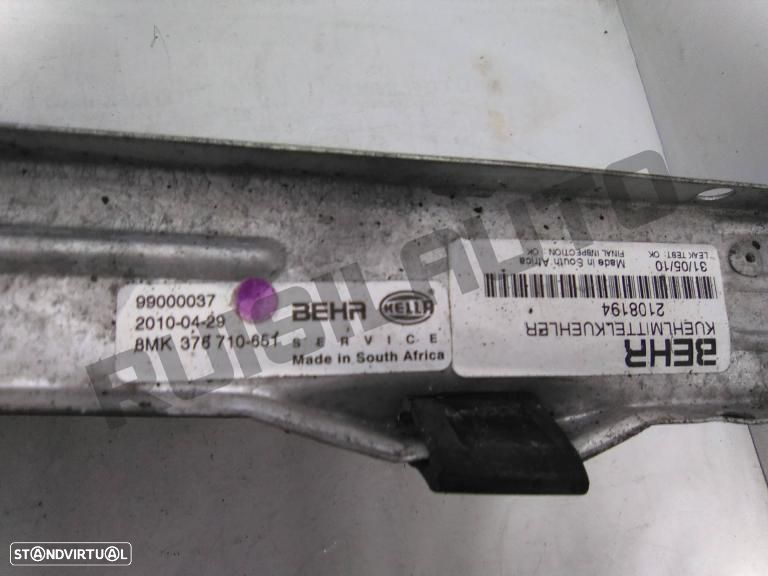 99000037
2010-04-29
8MK 376 710-651
BEHR HELLA
SERVICE
Made in South Africa
BEHR
KUEHLMITTELKUEHLER
2108194
31/05/10
Made in South Africa
FINAL INSPECTION : OK
LEAK TEST: OK
RUISILAUTO
STANDVIRTUAL